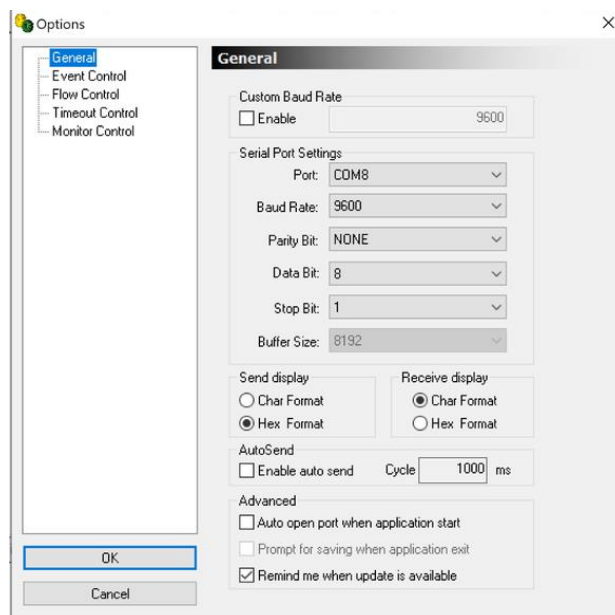 Options
General
Event Control
Flow Control
Timeout Control
Monitor Control
OK
Cancel
General
Custom Baud Rate
Enable 9600
Serial Port Settings
Port: COM8
Baud Rate: 9600
Parity Bit: NONE
Data Bit: 8
Stop Bit: 1
Buffer Size: 8192
Send display
Char Format
Hex Format
Receive display
Char Format
Hex Format
AutoSend
Enable auto send Cycle 1000 ms
Advanced
Auto open port when application start
Prompt for saving when application exit
Remind me when update is available